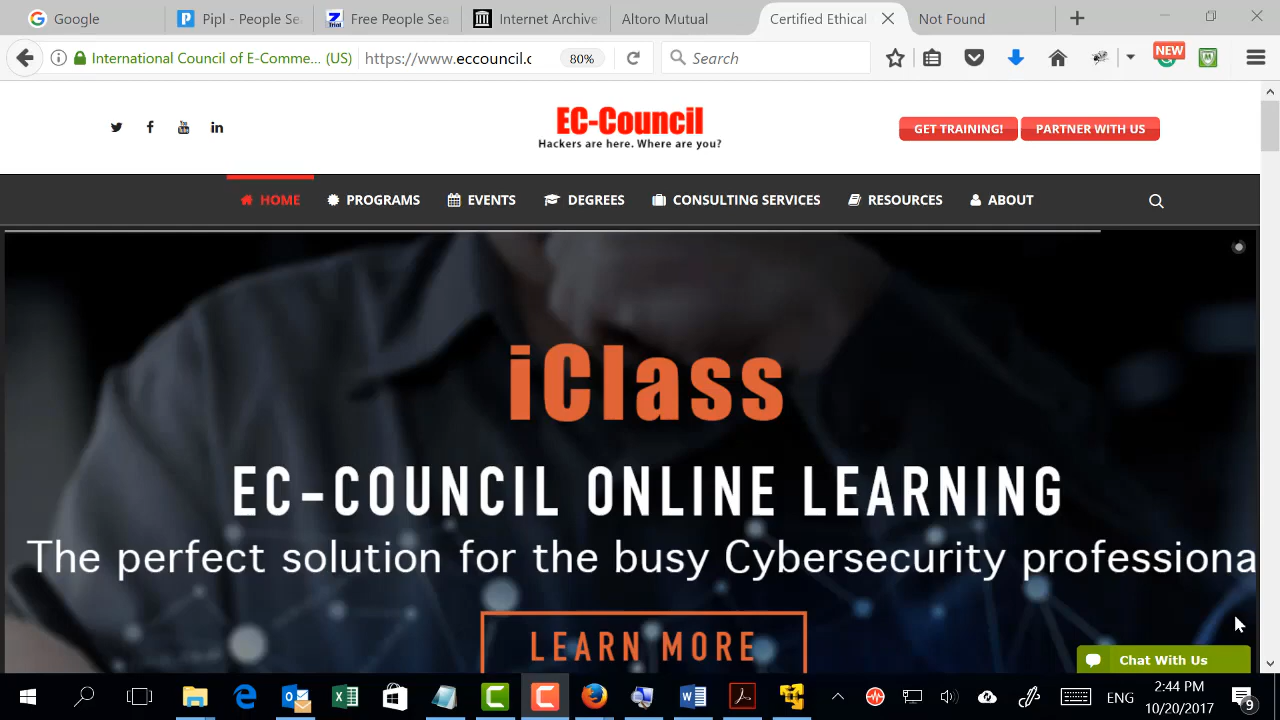 Google
Pipl - People Sea
Free People Sea
Internet Archive
Altoro Mutual
Certified Ethical
Not Found
International Council of E-Comme... (US)
https://www.eccouncil.c
80%
Search
NEW
EC-Council
Hackers are here. Where are you?
GET TRAINING!
PARTNER WITH US
HOME
PROGRAMS
EVENTS
DEGREES
CONSULTING SERVICES
RESOURCES
ABOUT
iClass
EC-COUNCIL ONLINE LEARNING
The perfect solution for the busy Cybersecurity professiona
LEARN MORE
Chat With Us
ENG
2:44 PM
10/20/2017
9